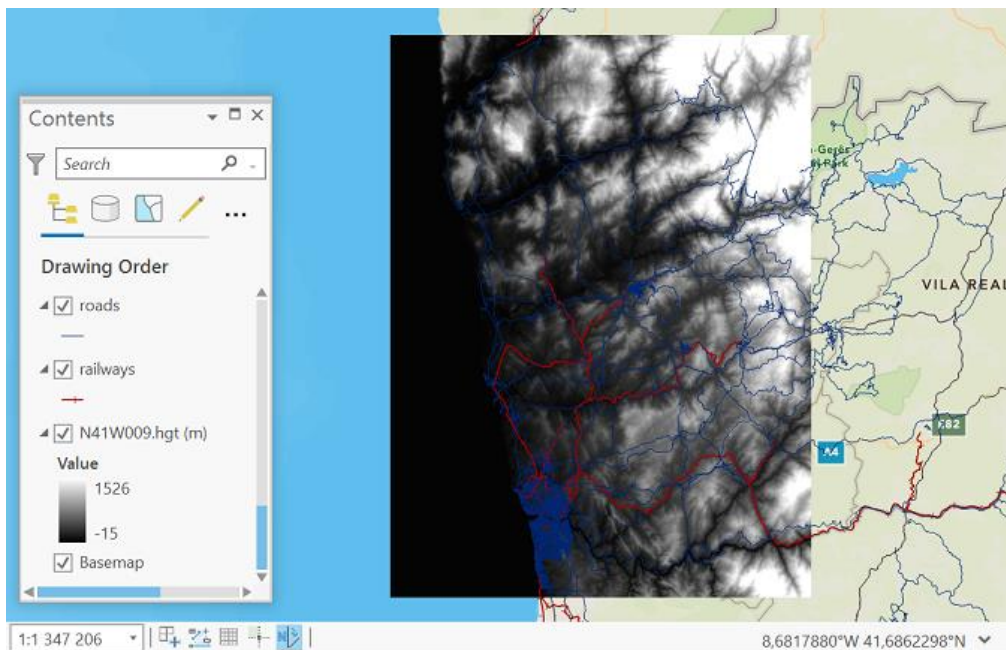 Contents
Search
...
Drawing Order
roads
railways
N41W009.hgt (m)
Value
1526
-15
Basemap
VILA REAL
A4
1:1 347 206
8,6817880°W 41,6862298°N